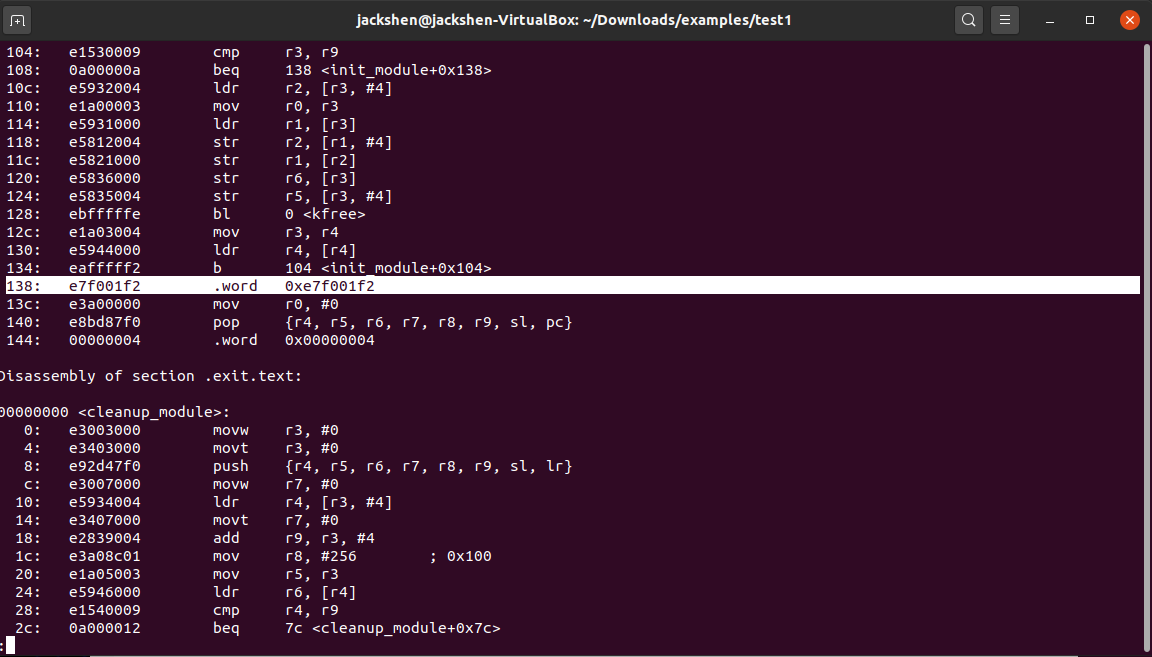 jackshen@jackshen-VirtualBox: ~/Downloads/examples/test1
104: e1530009 cmp r3, r9
108: 0a00000a beq 138 <init_module+0x138>
10c: e5932004 ldr r2, [r3, #4]
110: e1a00003 mov r0, r3
114: e5931000 ldr r1, [r3]
118: e5812004 str r2, [r1, #4]
11c: e5821000 str r1, [r2]
120: e5836000 str r6, [r3]
124: e5835004 str r5, [r3, #4]
128: ebfffffe bl 0 <kfree>
12c: e1a03004 mov r3, r4
130: e5944000 ldr r4, [r4]
134: eafffff2 b 104 <init_module+0x104>
138: e7f001f2 .word 0xe7f001f2
13c: e3a00000 mov r0, #0
140: e8bd87f0 pop {r4, r5, r6, r7, r8, r9, sl, pc}
144: 00000004 .word 0x00000004
Disassembly of section .exit.text:
00000000 <cleanup_module>:
0: e3003000 movw r3, #0
4: e3403000 movt r3, #0
8: e92d47f0 push {r4, r5, r6, r7, r8, r9, sl, lr}
c: e3007000 movw r7, #0
10: e5934004 ldr r4, [r3, #4]
14: e3407000 movt r7, #0
18: e2839004 add r9, r3, #4
1c: e3a08c01 mov r8, #256 ; 0x100
20: e1a05003 mov r5, r3
24: e5946000 ldr r6, [r4]
28: e1540009 cmp r4, r9
2c: 0a000012 beq 7c <cleanup_module+0x7c>
: